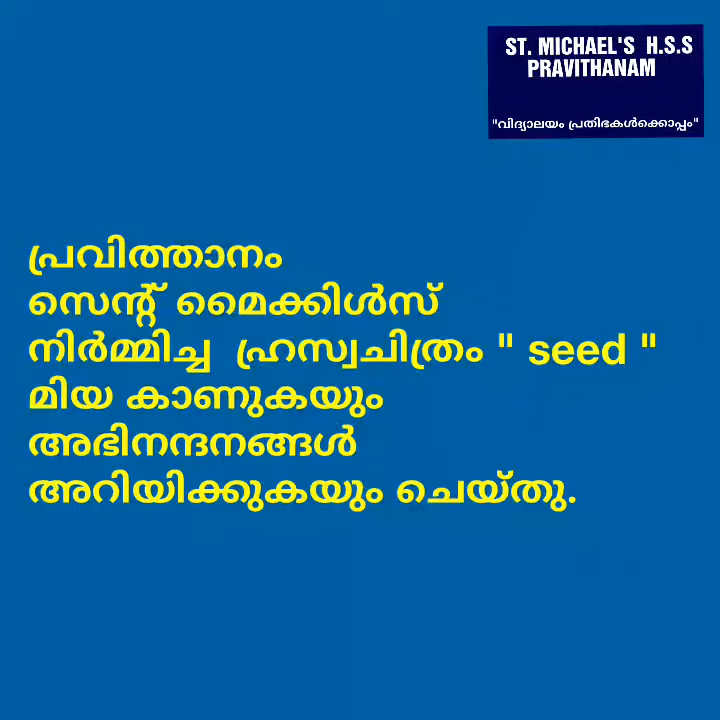 ST. MICHAEL'S H.S.S
PRAVITHANAM
"വിദ്യാലയം പ്രതിഭകൾക്കൊപ്പം"
പ്രവിത്താനം
സെന്റ് മൈക്കിൾസ്
നിർമ്മിച്ച ഹ്രസ്വചിത്രം " seed "
മിയ കാണുകയും
അഭിനന്ദനങ്ങൾ
അറിയിക്കുകയും ചെയ്തു.